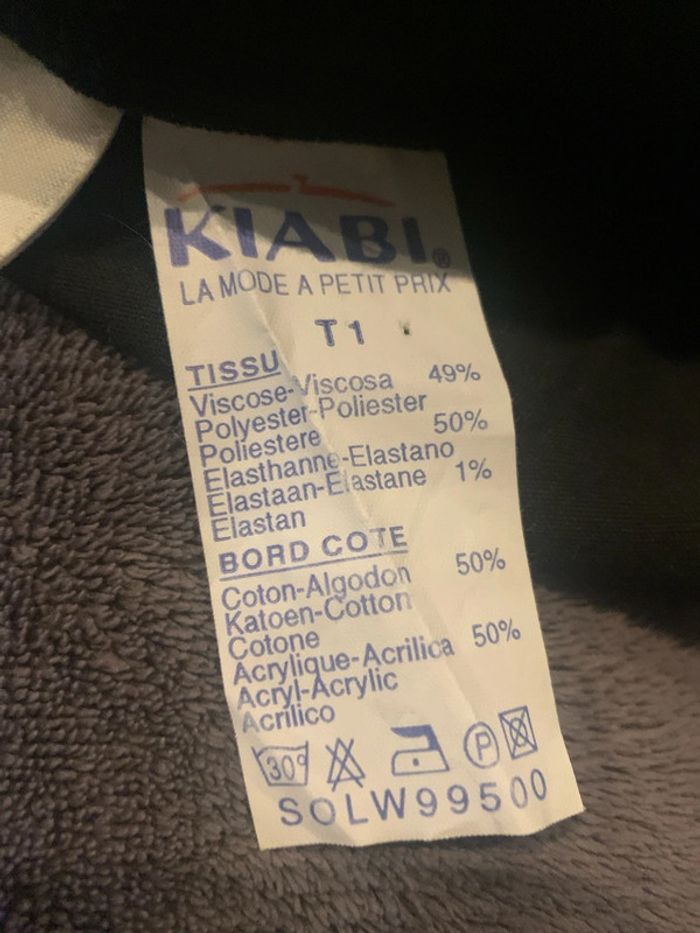 KIABI®
LA MODE A PETIT PRIX
T1
TISSU
Viscose-Viscosa 49%
Polyester-Poliester
Poliestere 50%
Elasthanne-Elastano
Elastaan-Elastane 1%
Elastan
BORD COTE
Coton-Algodon 50%
Katoen-Cotton
Cotone
Acrylique-Acrilica 50%
Acryl-Acrylic
Acrilico
30° P
SOLW99500